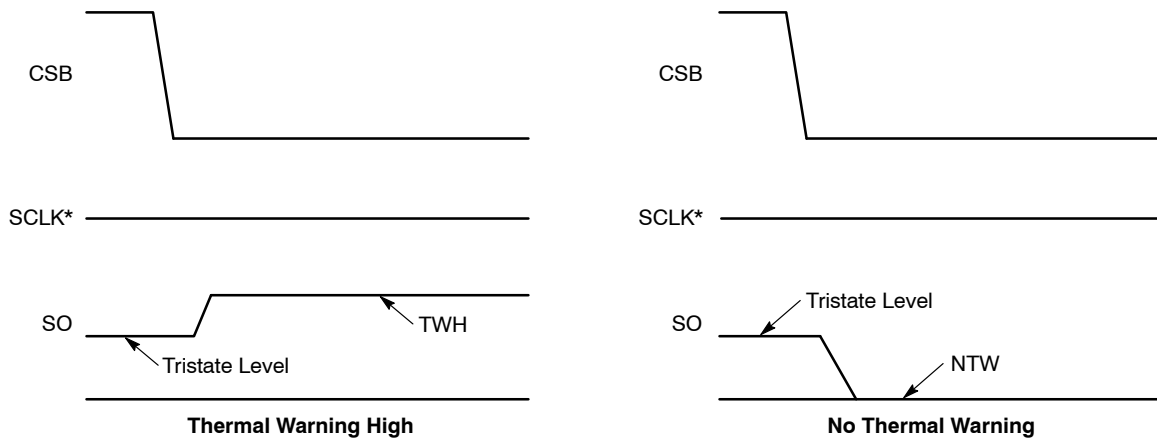 CSB
SCLK*
SO
TWH
Tristate Level
Thermal Warning High
CSB
SCLK*
SO
Tristate Level
NTW
No Thermal Warning